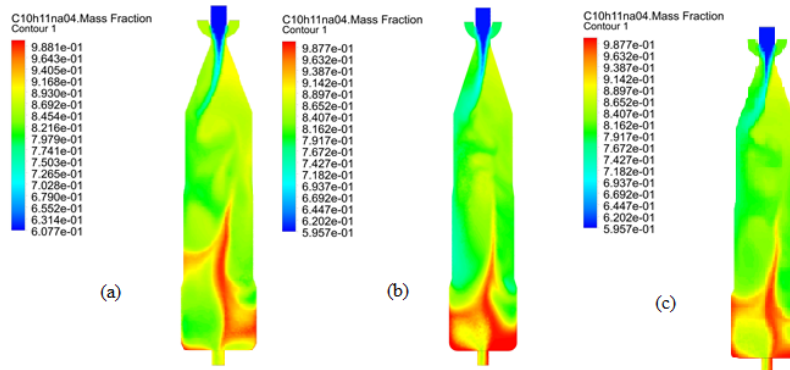 C10h11na04.Mass Fraction
Contour 1
9.881e-01
9.643e-01
9.405e-01
9.168e-01
8.930e-01
8.692e-01
8.454e-01
8.216e-01
7.979e-01
7.741e-01
7.503e-01
7.265e-01
7.028e-01
6.790e-01
6.552e-01
6.314e-01
6.077e-01
(a)
C10h11na04.Mass Fraction
Contour 1
9.877e-01
9.632e-01
9.387e-01
9.142e-01
8.897e-01
8.652e-01
8.407e-01
8.162e-01
7.917e-01
7.672e-01
7.427e-01
7.182e-01
6.937e-01
6.692e-01
6.447e-01
6.202e-01
5.957e-01
(b)
C10h11na04.Mass Fraction
Contour 1
9.877e-01
9.632e-01
9.387e-01
9.142e-01
8.897e-01
8.652e-01
8.407e-01
8.162e-01
7.917e-01
7.672e-01
7.427e-01
7.182e-01
6.937e-01
6.692e-01
6.447e-01
6.202e-01
5.957e-01
(c)